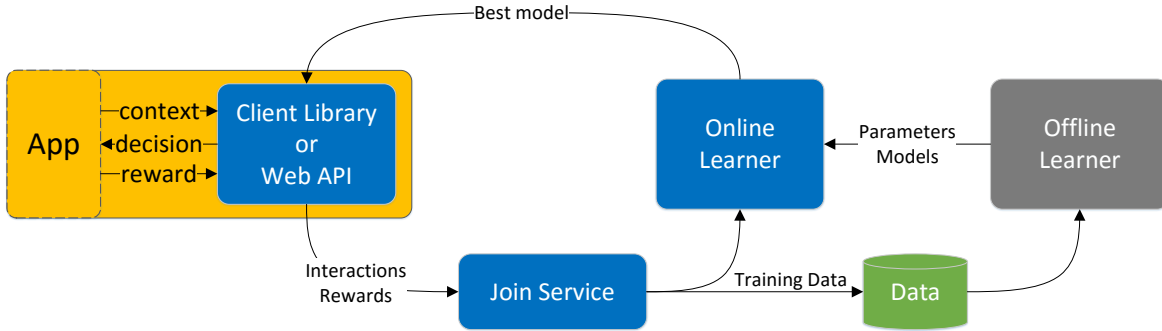 Best model
App
context
decision
reward
Client Library
or
Web API
Online
Learner
Parameters
Models
Offline
Learner
Interactions
Rewards
Join Service
Training Data
Data